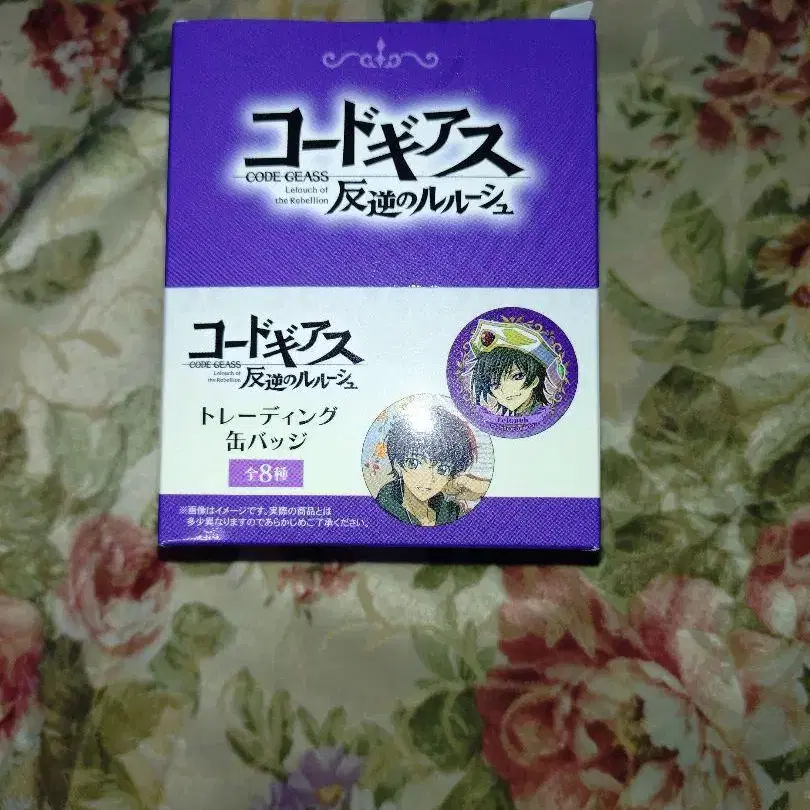 コードギアス
CODE GEASS
Lelouch of
the Rebellion
反逆のルルーシュ
コードギアス
CODE GEASS
Lelouch of
the Rebellion
反逆のルルーシュ
トレーディング
缶バッジ
全8種
Lelouch
※画像はイメージです。実際の商品とは
多少異なりますのであらかじめご了承ください。